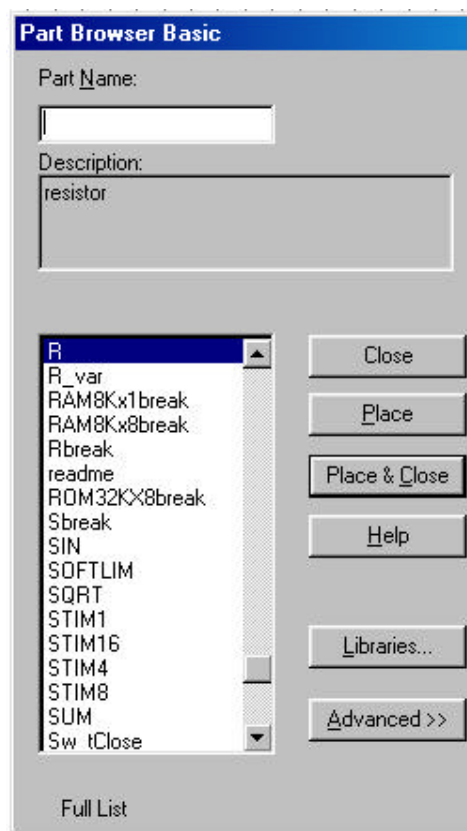 Part Browser Basic
Part Name:
Description:
resistor
R
R_var
RAM8Kx1break
RAM8Kx8break
Rbreak
readme
ROM32KX8break
Sbreak
SIN
SOFTLIM
SQRT
STIM1
STIM16
STIM4
STIM8
SUM
Sw_tClose
Close
Place
Place & Close
Help
Libraries...
Advanced >>
Full List